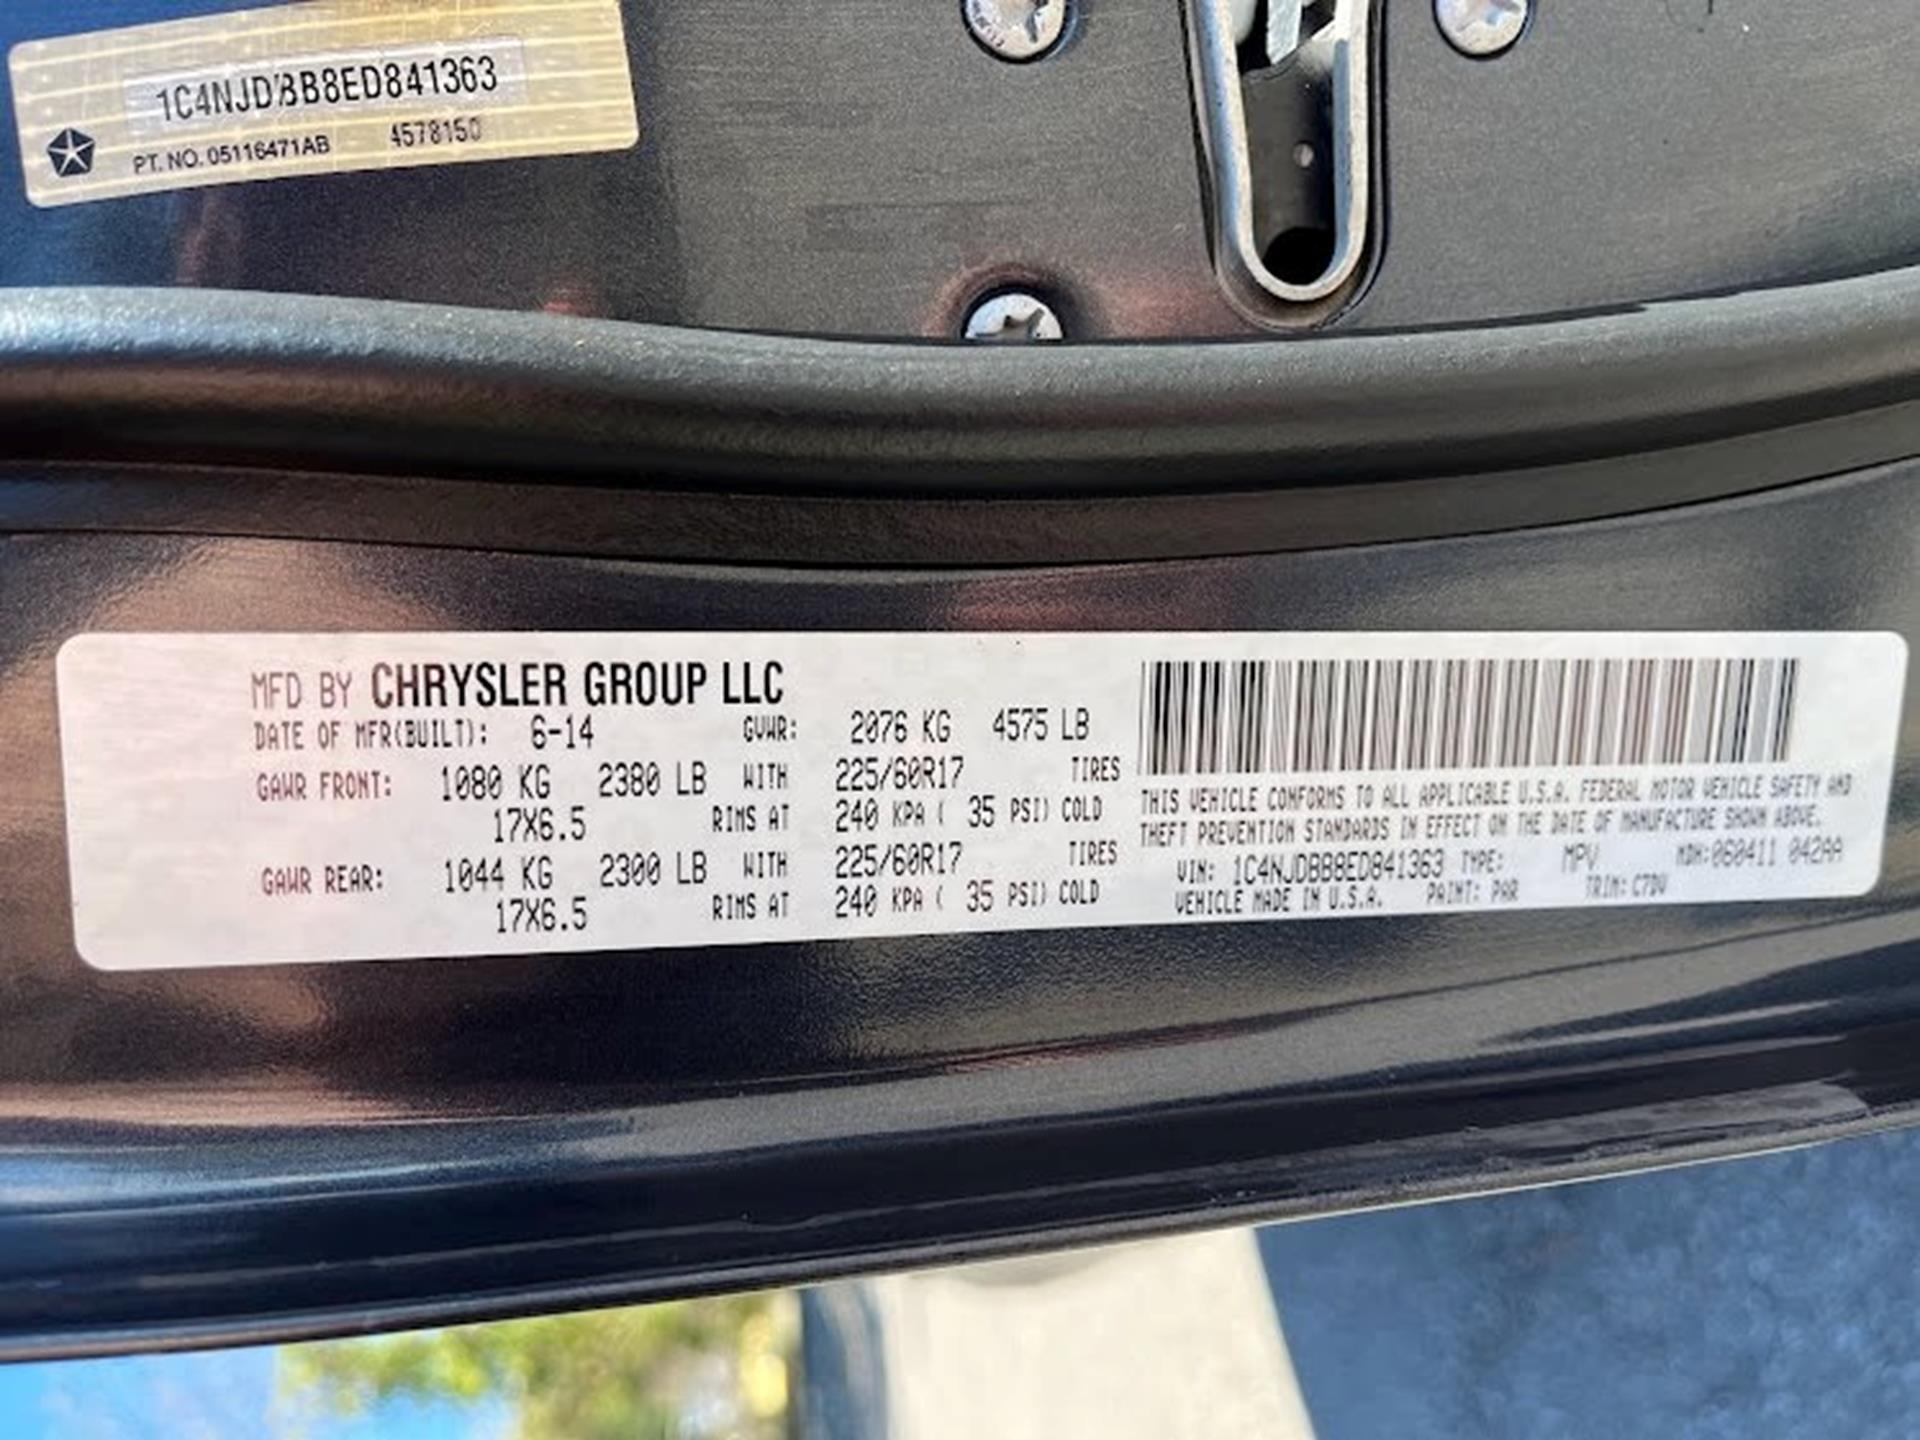 1C4NJDBB8ED841363
PT. NO. 05116471AB 4578150
MFD BY CHRYSLER GROUP LLC
DATE OF MFR(BUILT): 6-14 GVWR: 2076 KG 4575 LB
GAWR FRONT: 1080 KG 2380 LB WITH 225/60R17 TIRES
17X6.5 RIMS AT 240 KPA ( 35 PSI) COLD
GAWR REAR: 1044 KG 2300 LB WITH 225/60R17 TIRES
17X6.5 RIMS AT 240 KPA ( 35 PSI) COLD
THIS VEHICLE CONFORMS TO ALL APPLICABLE U.S.A. FEDERAL MOTOR VEHICLE SAFETY AND
THEFT PREVENTION STANDARDS IN EFFECT ON THE DATE OF MANUFACTURE SHOWN ABOVE.
VIN: 1C4NJDBB8ED841363 TYPE: MPV MDH:060411 042AA
VEHICLE MADE IN U.S.A. PAINT: PAR TRIM: C7DV